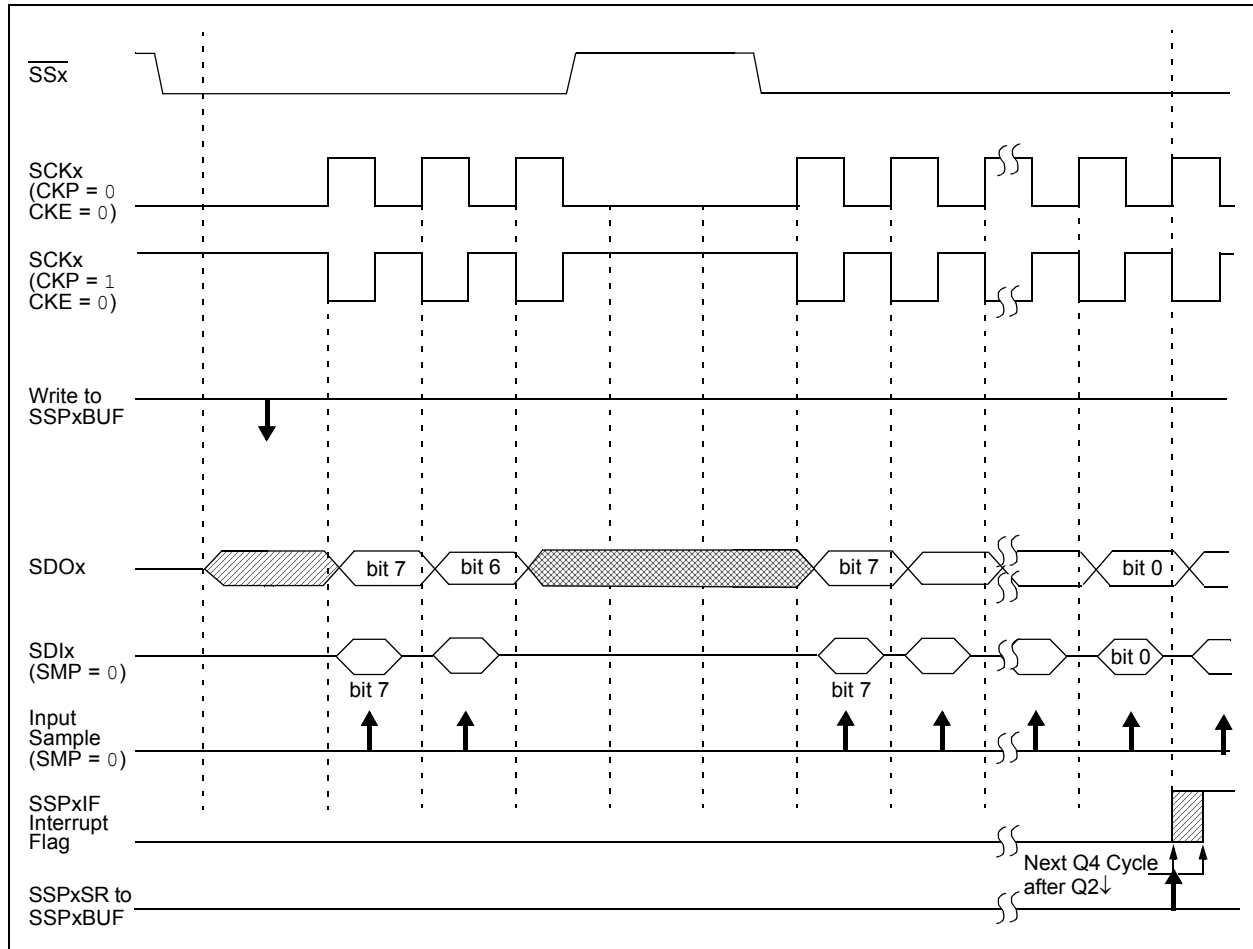 SSx
SCKx
(CKP = 0
CKE = 0)
SCKx
(CKP = 1
CKE = 0)
Write to
SSPxBUF
SDOx
bit 7
bit 6
bit 7
bit 0
SDIx
(SMP = 0)
bit 7
bit 7
bit 0
Input
Sample
(SMP = 0)
SSPxIF
Interrupt
Flag
Next Q4 Cycle
after Q2↓
SSPxSR to
SSPxBUF